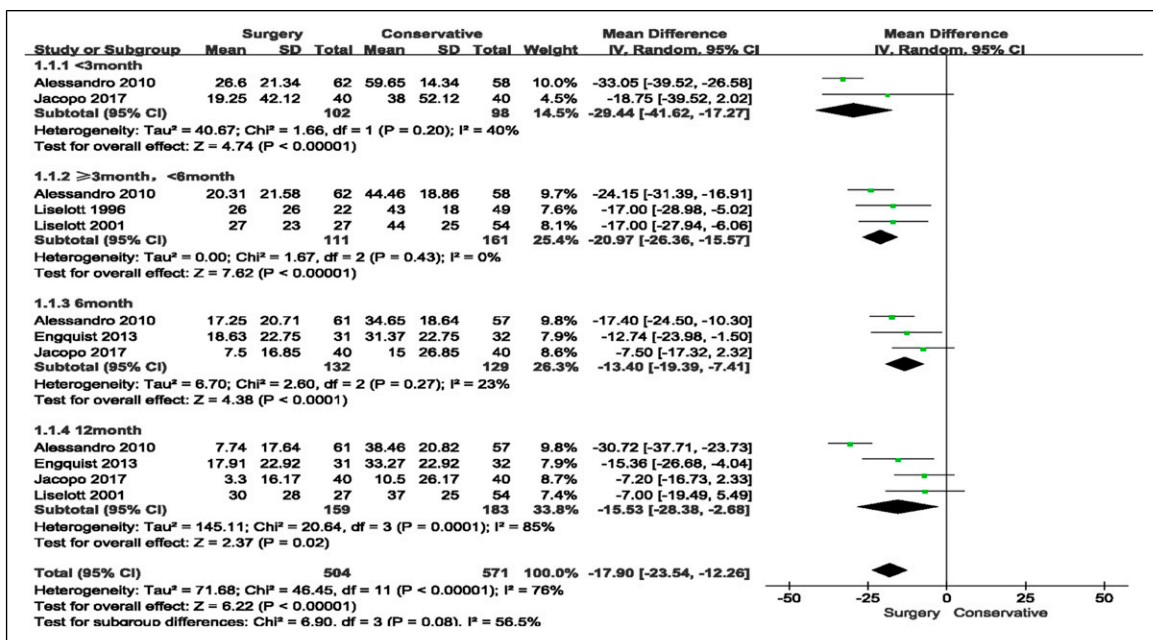 Surgery Conservative Mean Difference Mean Difference
Study or Subgroup Mean SD Total Mean SD Total Weight IV. Random. 95% CI IV. Random. 95% CI
1.1.1 <3month
Alessandro 2010 26.6 21.34 62 59.65 14.34 58 10.0% -33.05 [-39.52, -26.58]
Jacopo 2017 19.25 42.12 40 38 52.12 40 4.5% -18.75 [-39.52, 2.02]
Subtotal (95% CI) 102 98 14.5% -29.44 [-41.62, -17.27]
Heterogeneity: Tau² = 40.67; Chi² = 1.66, df = 1 (P = 0.20); I² = 40%
Test for overall effect: Z = 4.74 (P < 0.00001)
1.1.2 ≥3month, <6month
Alessandro 2010 20.31 21.58 62 44.46 18.86 58 9.7% -24.15 [-31.39, -16.91]
Liselott 1996 26 26 22 43 18 49 7.6% -17.00 [-28.98, -5.02]
Liselott 2001 27 23 27 44 25 54 8.1% -17.00 [-27.94, -6.06]
Subtotal (95% CI) 111 161 25.4% -20.97 [-26.36, -15.57]
Heterogeneity: Tau² = 0.00; Chi² = 1.67, df = 2 (P = 0.43); I² = 0%
Test for overall effect: Z = 7.62 (P < 0.00001)
1.1.3 6month
Alessandro 2010 17.25 20.71 61 34.65 18.64 57 9.8% -17.40 [-24.50, -10.30]
Engquist 2013 18.63 22.75 31 31.37 22.75 32 7.9% -12.74 [-23.98, -1.50]
Jacopo 2017 7.5 16.85 40 15 26.85 40 8.6% -7.50 [-17.32, 2.32]
Subtotal (95% CI) 132 129 26.3% -13.40 [-19.39, -7.41]
Heterogeneity: Tau² = 6.70; Chi² = 2.60, df = 2 (P = 0.27); I² = 23%
Test for overall effect: Z = 4.38 (P < 0.0001)
1.1.4 12month
Alessandro 2010 7.74 17.64 61 38.46 20.82 57 9.8% -30.72 [-37.71, -23.73]
Engquist 2013 17.91 22.92 31 33.27 22.92 32 7.9% -15.36 [-26.68, -4.04]
Jacopo 2017 3.3 16.17 40 10.5 26.17 40 8.7% -7.20 [-16.73, 2.33]
Liselott 2001 30 28 27 37 25 54 7.4% -7.00 [-19.49, 5.49]
Subtotal (95% CI) 159 183 33.8% -15.53 [-28.38, -2.68]
Heterogeneity: Tau² = 145.11; Chi² = 20.64, df = 3 (P = 0.0001); I² = 85%
Test for overall effect: Z = 2.37 (P = 0.02)
Total (95% CI) 504 571 100.0% -17.90 [-23.54, -12.26]
Heterogeneity: Tau² = 71.68; Chi² = 46.45, df = 11 (P < 0.00001); I² = 76%
Test for overall effect: Z = 6.22 (P < 0.00001)
Test for subgroup differences: Chi² = 6.90. df = 3 (P = 0.08). I² = 56.5%
-50 -25 0 25 50
Surgery Conservative